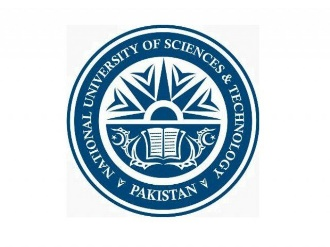 NATIONAL UNIVERSITY OF SCIENCES & TECHNOLOGY
PAKISTAN